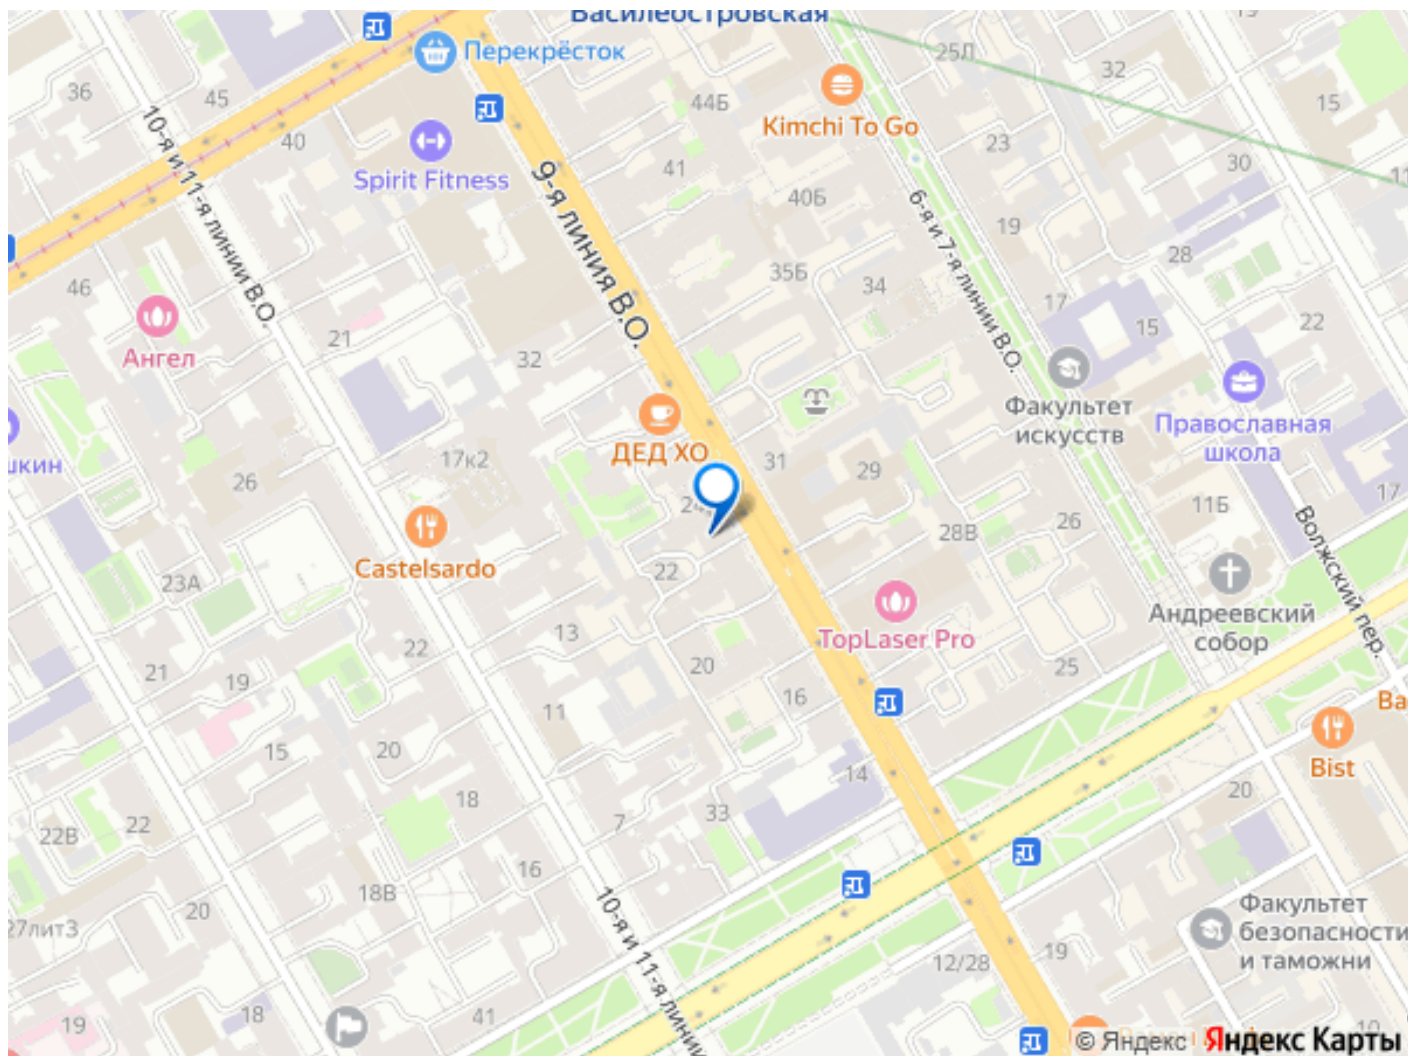 Василеостровская
Перекрёсток
25Л
32
36
45
44Б
15
10-я и 11-я линии В.О.
40
Kimchi To Go
23
Spirit Fitness
9-я линия В.О.
41
30
11
40Б
6-я и 7-я линии В.О.
19
28
46
35Б
34
17
15
22
21
Ангел
32
Факультет
искусств
Православная
школа
ДЕД ХО
шкин
17к2
31
29
26
17
11Б
26
28В
Волжский пер.
Castelsardo
23А
22
Андреевский
собор
TopLaser Pro
13
22
20
25
21
19
16
11
15
20
14
Bist
18
33
7
20
22В
22
16
18В
20
10-я и 11-я линии
Факультет
безопасности
и таможни
27лит3
19
12/28
19
18
41
© Яндекс Яндекс Карты